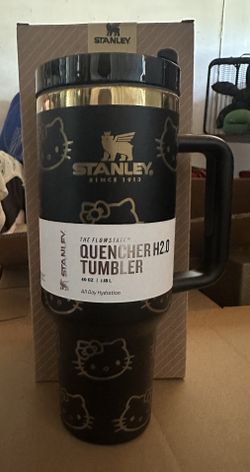 STANLEY
STANLEY
SINCE 1913
THE FLOWSTATE™
QUENCHER H2.0
TUMBLER
40 OZ | 1.18 L
All Day Hydration
STANLEY